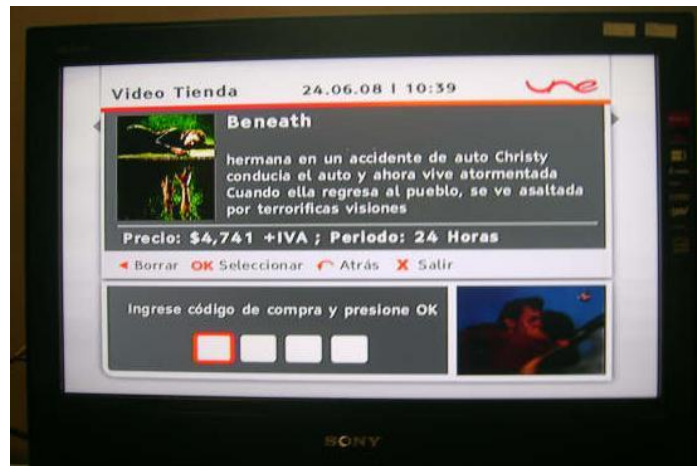 Video Tienda 24.06.08 | 10:39 une
Beneath
hermana en un accidente de auto Christy
conducia el auto y ahora vive atormentada
Cuando ella regresa al pueblo, se ve asaltada
por terrorificas visiones
Precio: $4,741 +IVA ; Periodo: 24 Horas
Borrar OK Seleccionar Atrás X Salir
Ingrese código de compra y presione OK
SONY